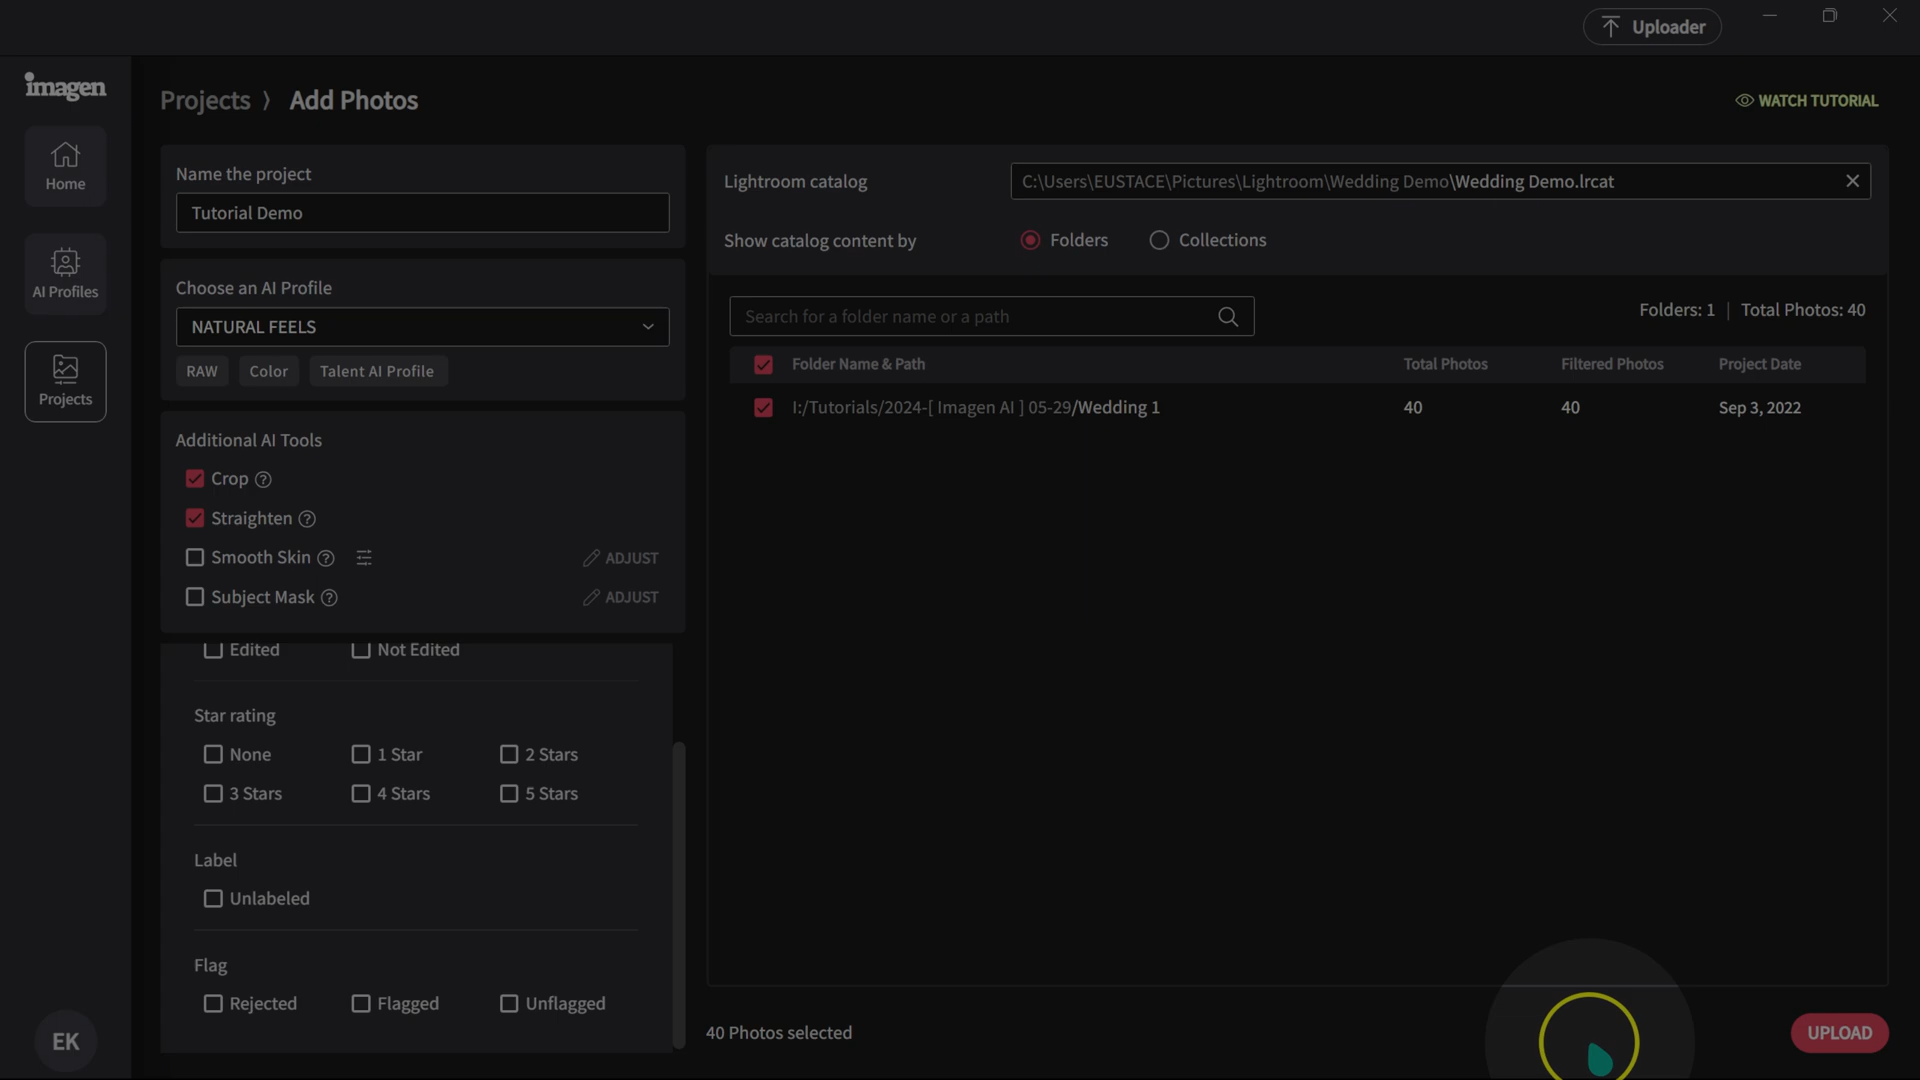 Uploader
imagen
Projects 〉 Add Photos
WATCH TUTORIAL
Home
AI Profiles
Projects
EK
Name the project
Tutorial Demo
Choose an AI Profile
NATURAL FEELS
RAW Color Talent AI Profile
Additional AI Tools
Crop
Straighten
Smooth Skin ADJUST
Subject Mask ADJUST
Edited Not Edited
Star rating
None 1 Star 2 Stars
3 Stars 4 Stars 5 Stars
Label
Unlabeled
Flag
Rejected Flagged Unflagged
Lightroom catalog C:\Users\EUSTACE\Pictures\Lightroom\Wedding Demo\Wedding Demo.lrcat
Show catalog content by Folders Collections
Search for a folder name or a path
Folders: 1 | Total Photos: 40
Folder Name & Path Total Photos Filtered Photos Project Date
I:/Tutorials/2024-[ Imagen AI ] 05-29/Wedding 1 40 40 Sep 3, 2022
40 Photos selected
UPLOAD